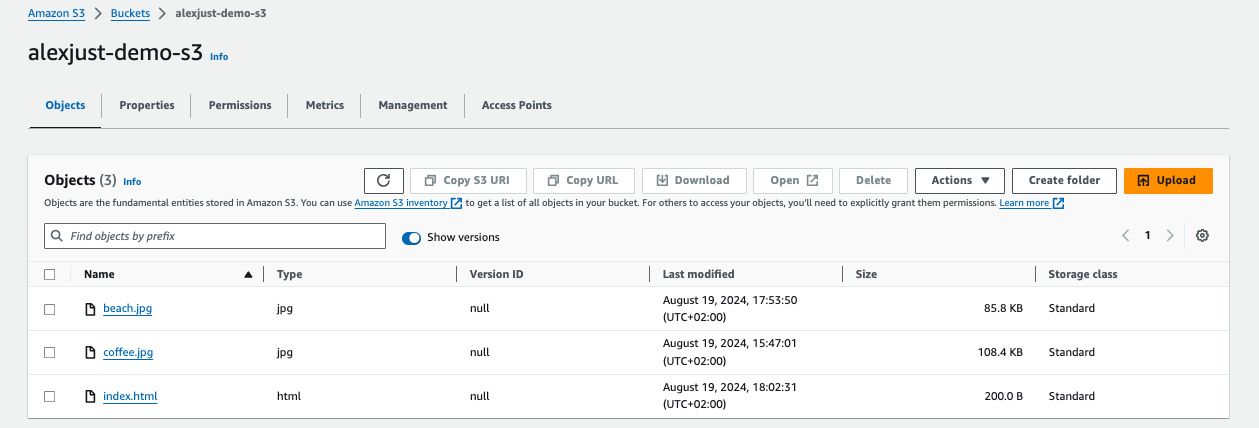 Amazon S3 > Buckets > alexjust-demo-s3
alexjust-demo-s3 Info
Objects Properties Permissions Metrics Management Access Points
Objects (3) Info Copy S3 URI Copy URL Download Open Delete Actions Create folder Upload
Objects are the fundamental entities stored in Amazon S3. You can use Amazon S3 inventory to get a list of all objects in your bucket. For others to access your objects, you'll need to explicitly grant them permissions. Learn more
Find objects by prefix Show versions 1
Name Type Version ID Last modified Size Storage class
beach.jpg jpg null August 19, 2024, 17:53:50 (UTC+02:00) 85.8 KB Standard
coffee.jpg jpg null August 19, 2024, 15:47:01 (UTC+02:00) 108.4 KB Standard
index.html html null August 19, 2024, 18:02:31 (UTC+02:00) 200.0 B Standard